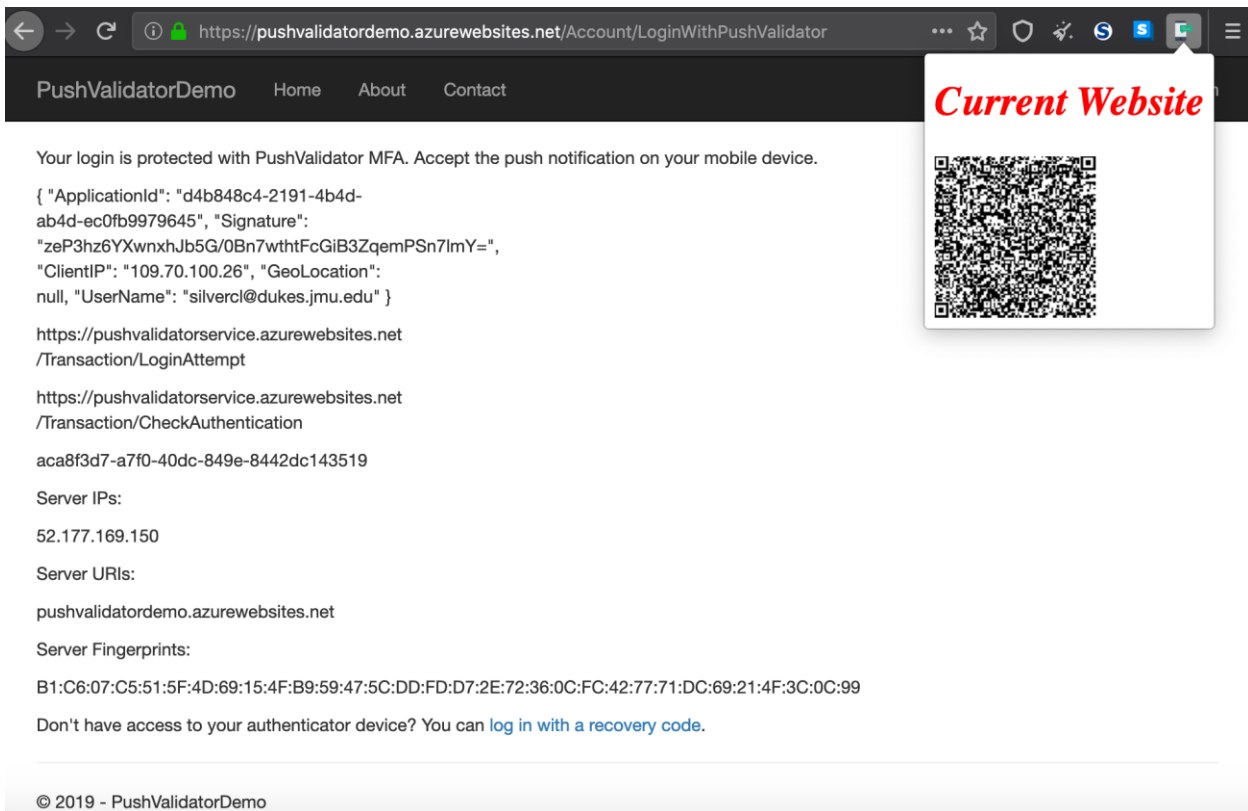 https://pushvalidatordemo.azurewebsites.net/Account/LoginWithPushValidator
PushValidatorDemo Home About Contact
Current Website
Your login is protected with PushValidator MFA. Accept the push notification on your mobile device.
{ "ApplicationId": "d4b848c4-2191-4b4d-
ab4d-ec0fb9979645", "Signature":
"zeP3hz6YXwnxhJb5G/0Bn7wthtFcGiB3ZqemPSn7lmY=",
"ClientIP": "109.70.100.26", "GeoLocation":
null, "UserName": "silvercl@dukes.jmu.edu" }
https://pushvalidatorservice.azurewebsites.net
/Transaction/LoginAttempt
https://pushvalidatorservice.azurewebsites.net
/Transaction/CheckAuthentication
aca8f3d7-a7f0-40dc-849e-8442dc143519
Server IPs:
52.177.169.150
Server URIs:
pushvalidatordemo.azurewebsites.net
Server Fingerprints:
B1:C6:07:C5:51:5F:4D:69:15:4F:B9:59:47:5C:DD:FD:D7:2E:72:36:0C:FC:42:77:71:DC:69:21:4F:3C:0C:99
Don't have access to your authenticator device? You can log in with a recovery code.
© 2019 - PushValidatorDemo